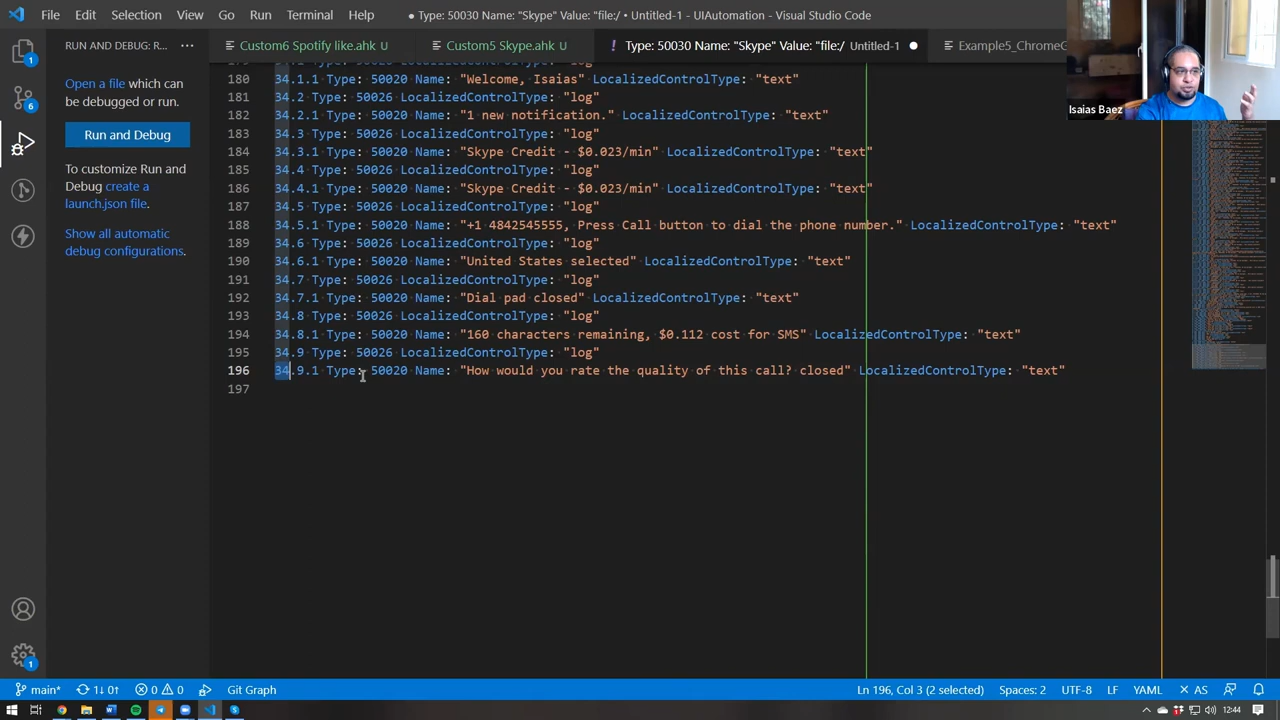 File Edit Selection View Go Run Terminal Help
● Type: 50030 Name: "Skype" Value: "file:/ • Untitled-1 - UIAutomation - Visual Studio Code
RUN AND DEBUG: R... ···
Custom6 Spotify like.ahk U
Custom5 Skype.ahk U
! Type: 50030 Name: "Skype" Value: "file:/ Untitled-1 ●
Example5_ChromeG
Open a file which can
be debugged or run.
Run and Debug
To customize Run and
Debug create a
launch.json file.
Show all automatic
debug configurations.
Isaias Baez
180 34.1.1 Type: 50020 Name: "Welcome, Isaias" LocalizedControlType: "text"
181 34.2 Type: 50026 LocalizedControlType: "log"
182 34.2.1 Type: 50020 Name: "1 new notification." LocalizedControlType: "text"
183 34.3 Type: 50026 LocalizedControlType: "log"
184 34.3.1 Type: 50020 Name: "Skype Credit - $0.023/min" LocalizedControlType: "text"
185 34.4 Type: 50026 LocalizedControlType: "log"
186 34.4.1 Type: 50020 Name: "Skype Credit - $0.023/min" LocalizedControlType: "text"
187 34.5 Type: 50026 LocalizedControlType: "log"
188 34.5.1 Type: 50020 Name: Press Call button to dial the phone number." LocalizedControlType: "text"
189 34.6 Type: 50026 LocalizedControlType: "log"
190 34.6.1 Type: 50020 Name: "United States selected" LocalizedControlType: "text"
191 34.7 Type: 50026 LocalizedControlType: "log"
192 34.7.1 Type: 50020 Name: "Dial pad closed" LocalizedControlType: "text"
193 34.8 Type: 50026 LocalizedControlType: "log"
194 34.8.1 Type: 50020 Name: "160 characters remaining, $0.112 cost for SMS" LocalizedControlType: "text"
195 34.9 Type: 50026 LocalizedControlType: "log"
196 34.9.1 Type: 50020 Name: "How would you rate the quality of this call? closed" LocalizedControlType: "text"
197
main* 1↓ 0↑ 0 0 Git Graph Ln 196, Col 3 (2 selected) Spaces: 2 UTF-8 LF YAML AS
12:44